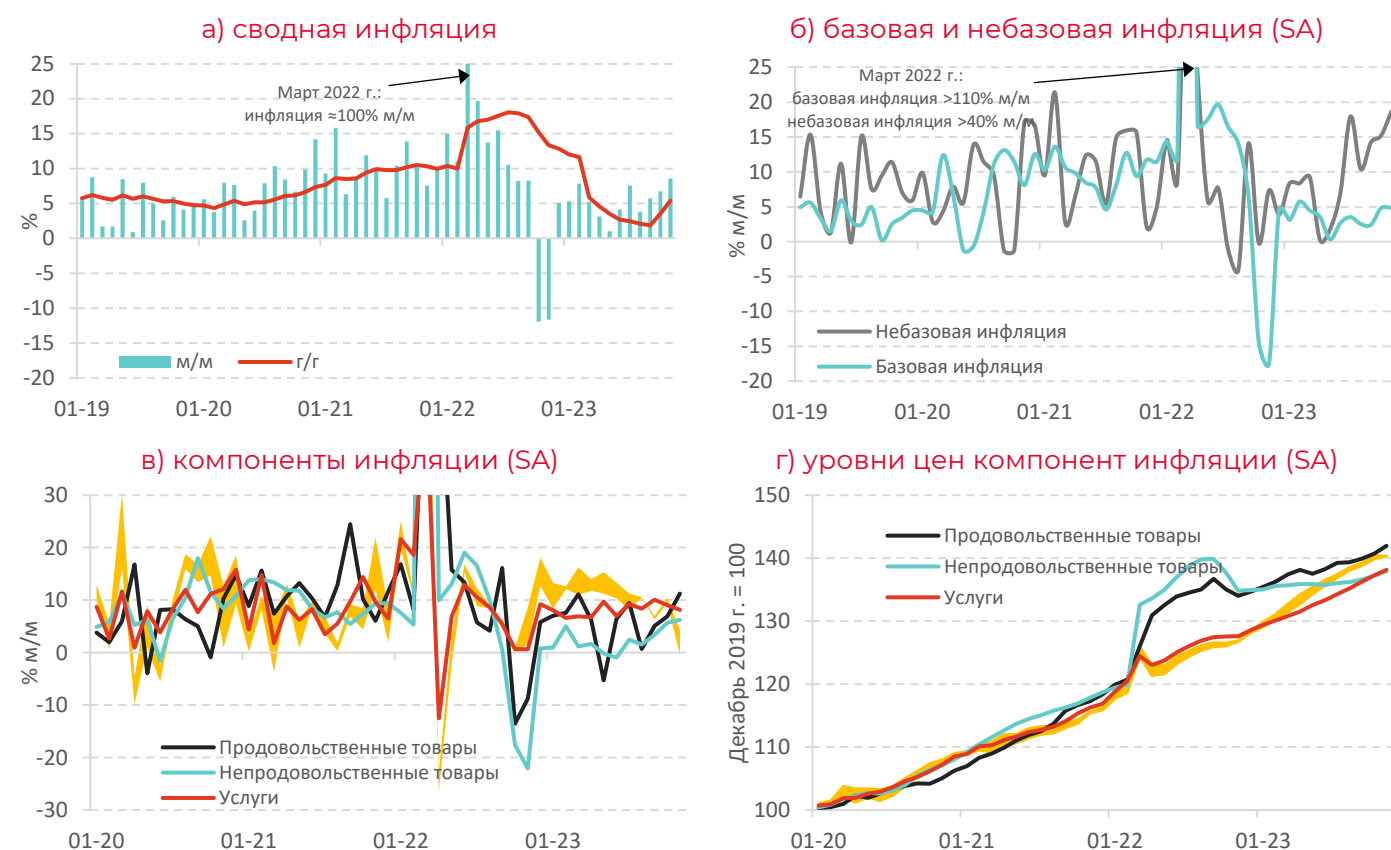 а) сводная инфляция
25
20
15
10
5
0
-5
-10
-15
-20
%
Март 2022 г.:
инфляция ≈100% м/м
м/м
г/г
01-19
01-20
01-21
01-22
01-23
б) базовая и небазовая инфляция (SA)
25
20
15
10
5
0
-5
-10
-15
-20
% м/м
Март 2022 г.:
базовая инфляция >110% м/м
небазовая инфляция >40% м/м
Небазовая инфляция
Базовая инфляция
01-19
01-20
01-21
01-22
01-23
в) компоненты инфляции (SA)
30
20
10
0
-10
-20
-30
% м/м
Продовольственные товары
Непродовольственные товары
Услуги
01-20
01-21
01-22
01-23
г) уровни цен компонент инфляции (SA)
150
140
130
120
110
100
Декабрь 2019 г. = 100
Продовольственные товары
Непродовольственные товары
Услуги
01-20
01-21
01-22
01-23